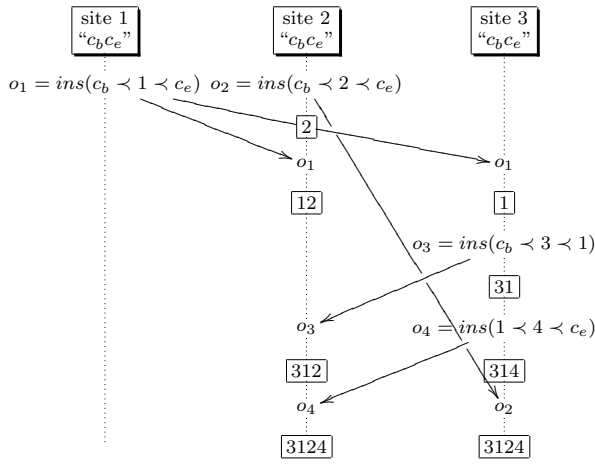 site 1 site 2 site 3
“c_b c_e” “c_b c_e” “c_b c_e”
o_1 = ins(c_b ≺ 1 ≺ c_e) o_2 = ins(c_b ≺ 2 ≺ c_e)
2
o_1 o_1
12 1
o_3 = ins(c_b ≺ 3 ≺ 1)
31
o_3 o_4 = ins(1 ≺ 4 ≺ c_e)
312 314
o_4 o_2
3124 3124